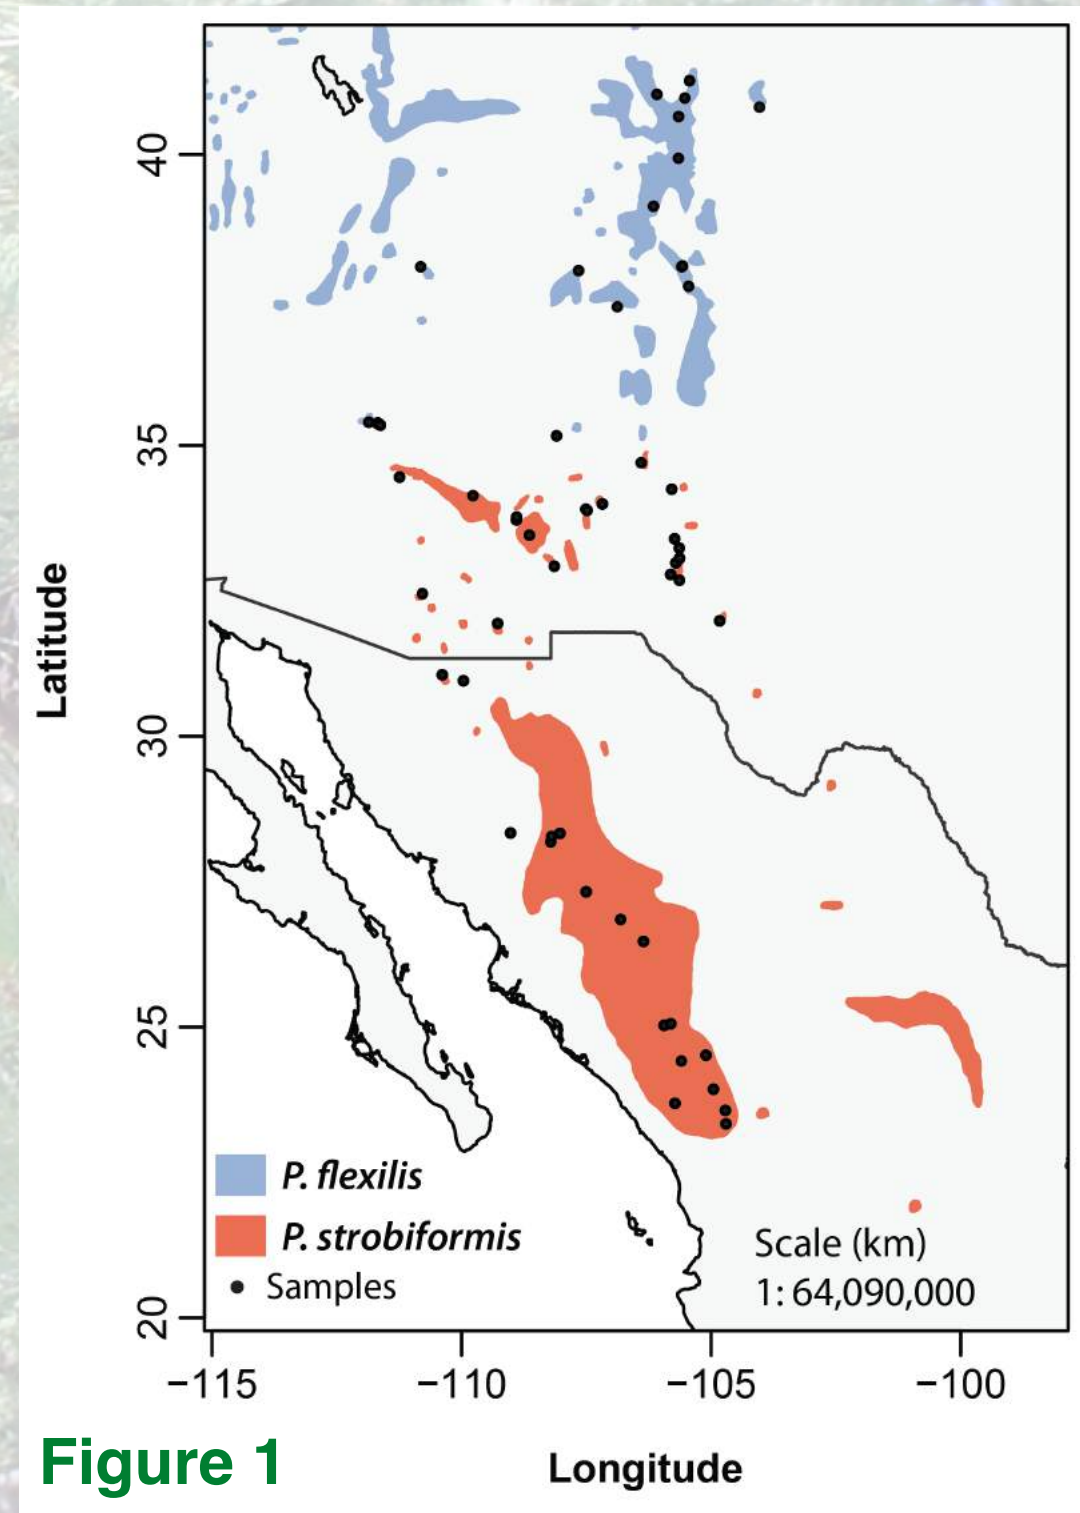 40
35
30
25
20
Latitude
P. flexilis
P. strobiformis
Samples
Scale (km)
1:64,090,000
−115 −110 −105 −100
Longitude
Figure 1